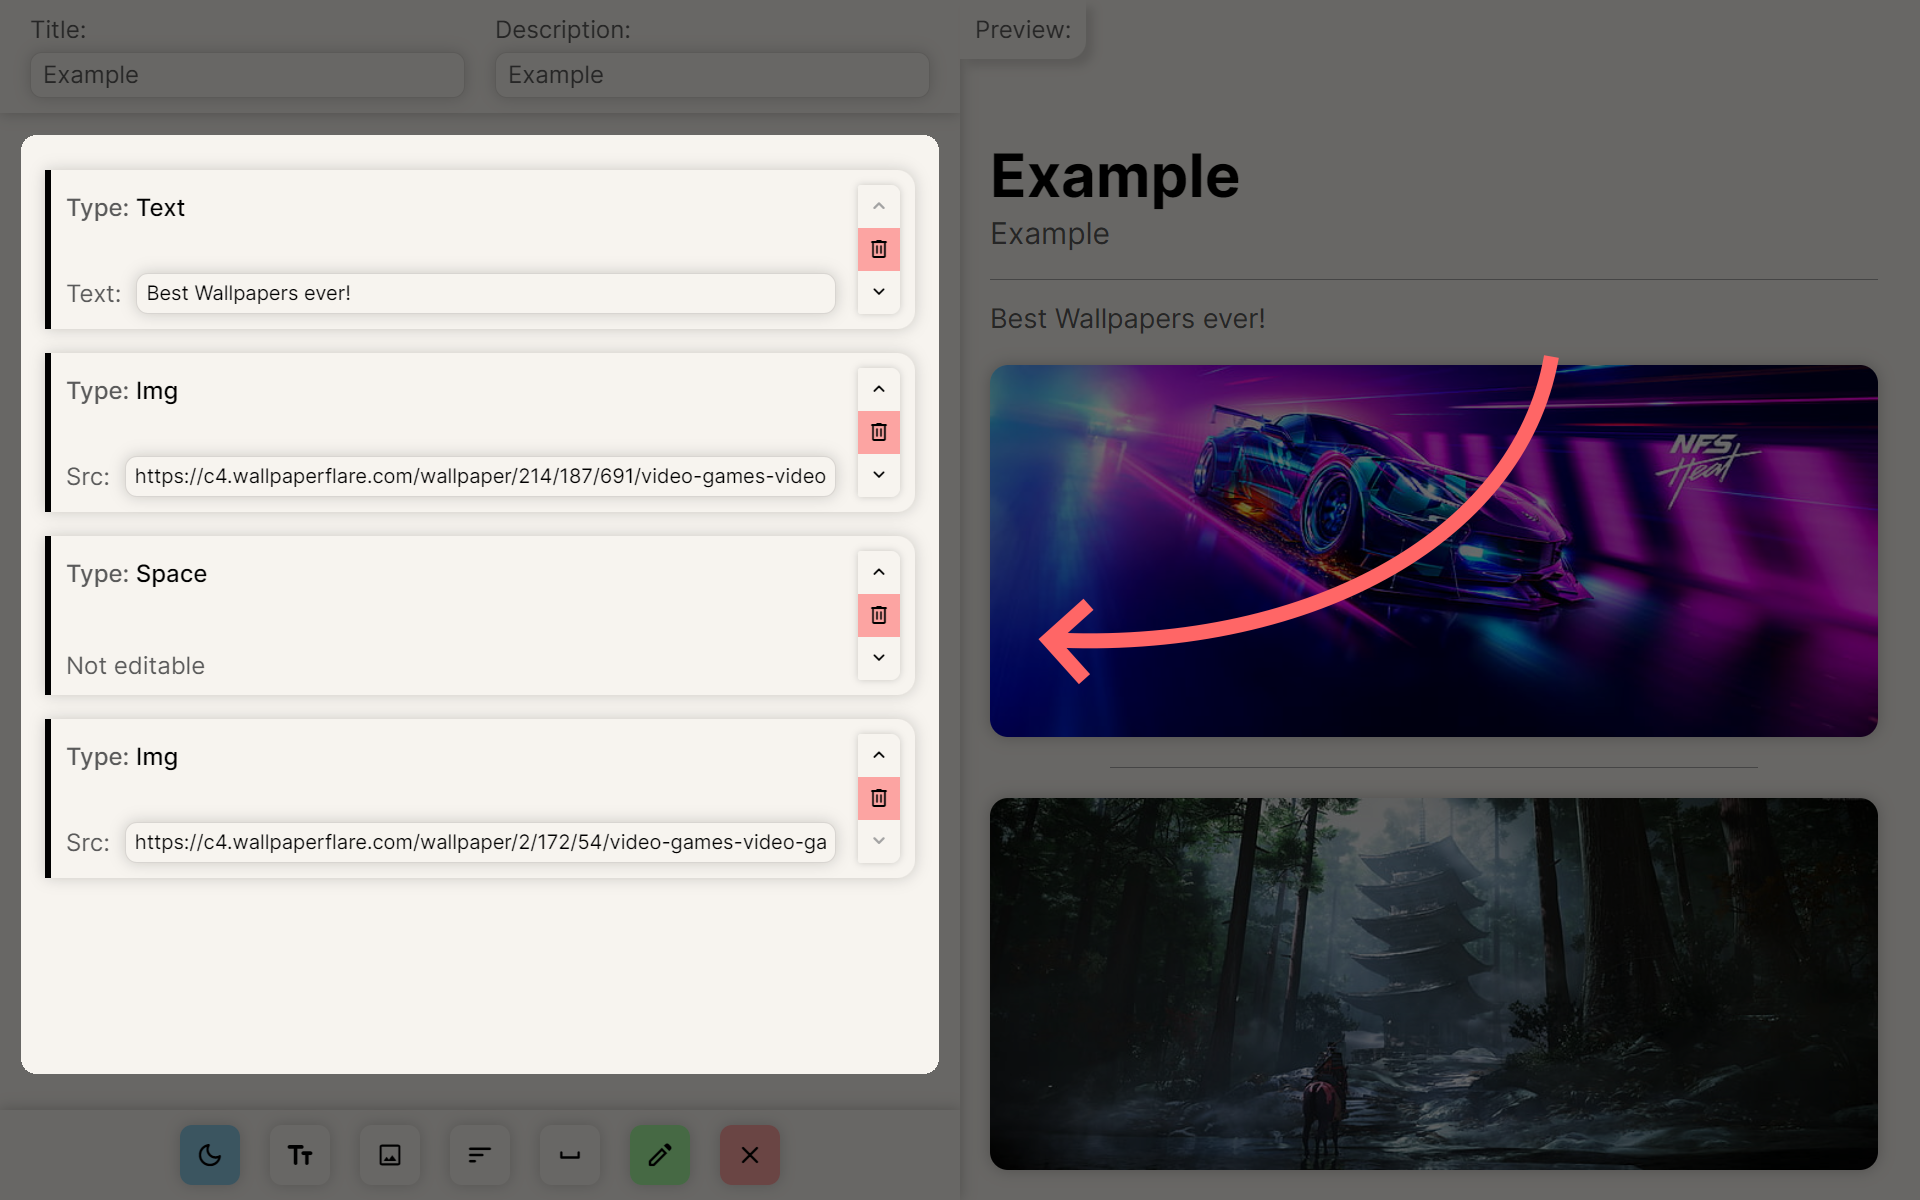 Title:
Example
Description:
Example
Type: Text
Text: Best Wallpapers ever!
Type: Img
Src: https://c4.wallpaperflare.com/wallpaper/214/187/691/video-games-video
Type: Space
Not editable
Type: Img
Src: https://c4.wallpaperflare.com/wallpaper/2/172/54/video-games-video-ga
Tт
Preview:
Example
Example
Best Wallpapers ever!
NFS
Heat